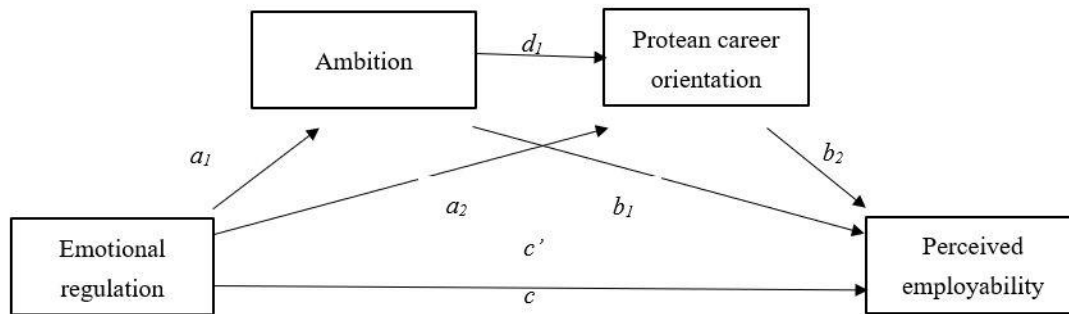 Ambition
d1
Protean career
orientation
a1
b2
a2
b1
Emotional
regulation
c’
c
Perceived
employability